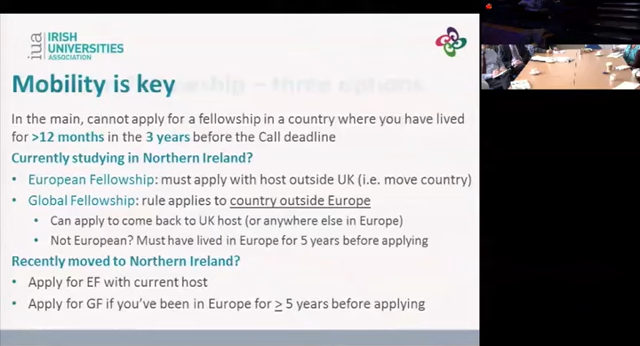 iua IRISH
UNIVERSITIES
ASSOCIATION
Mobility is key
In the main, cannot apply for a fellowship in a country where you have lived
for >12 months in the 3 years before the Call deadline
Currently studying in Northern Ireland?
• European Fellowship: must apply with host outside UK (i.e. move country)
• Global Fellowship: rule applies to country outside Europe
• Can apply to come back to UK host (or anywhere else in Europe)
• Not European? Must have lived in Europe for 5 years before applying
Recently moved to Northern Ireland?
• Apply for EF with current host
• Apply for GF if you've been in Europe for > 5 years before applying